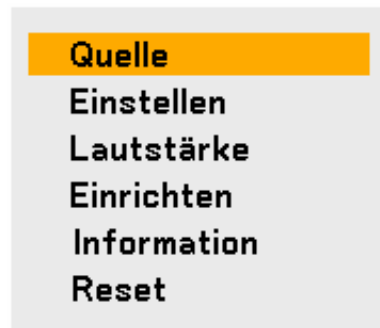 Quelle
Einstellen
Lautstärke
Einrichten
Information
Reset